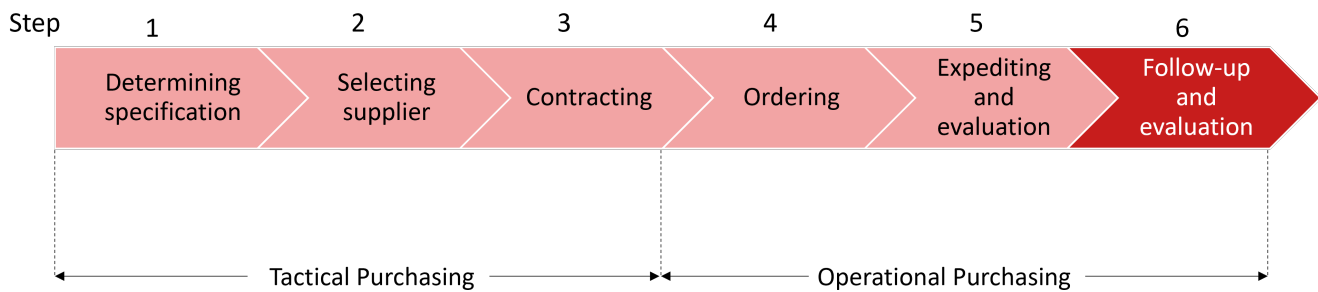 Step 1 2 3 4 5 6
Determining
specification
Selecting
supplier
Contracting
Ordering
Expediting
and
evaluation
Follow-up
and
evaluation
Tactical Purchasing
Operational Purchasing